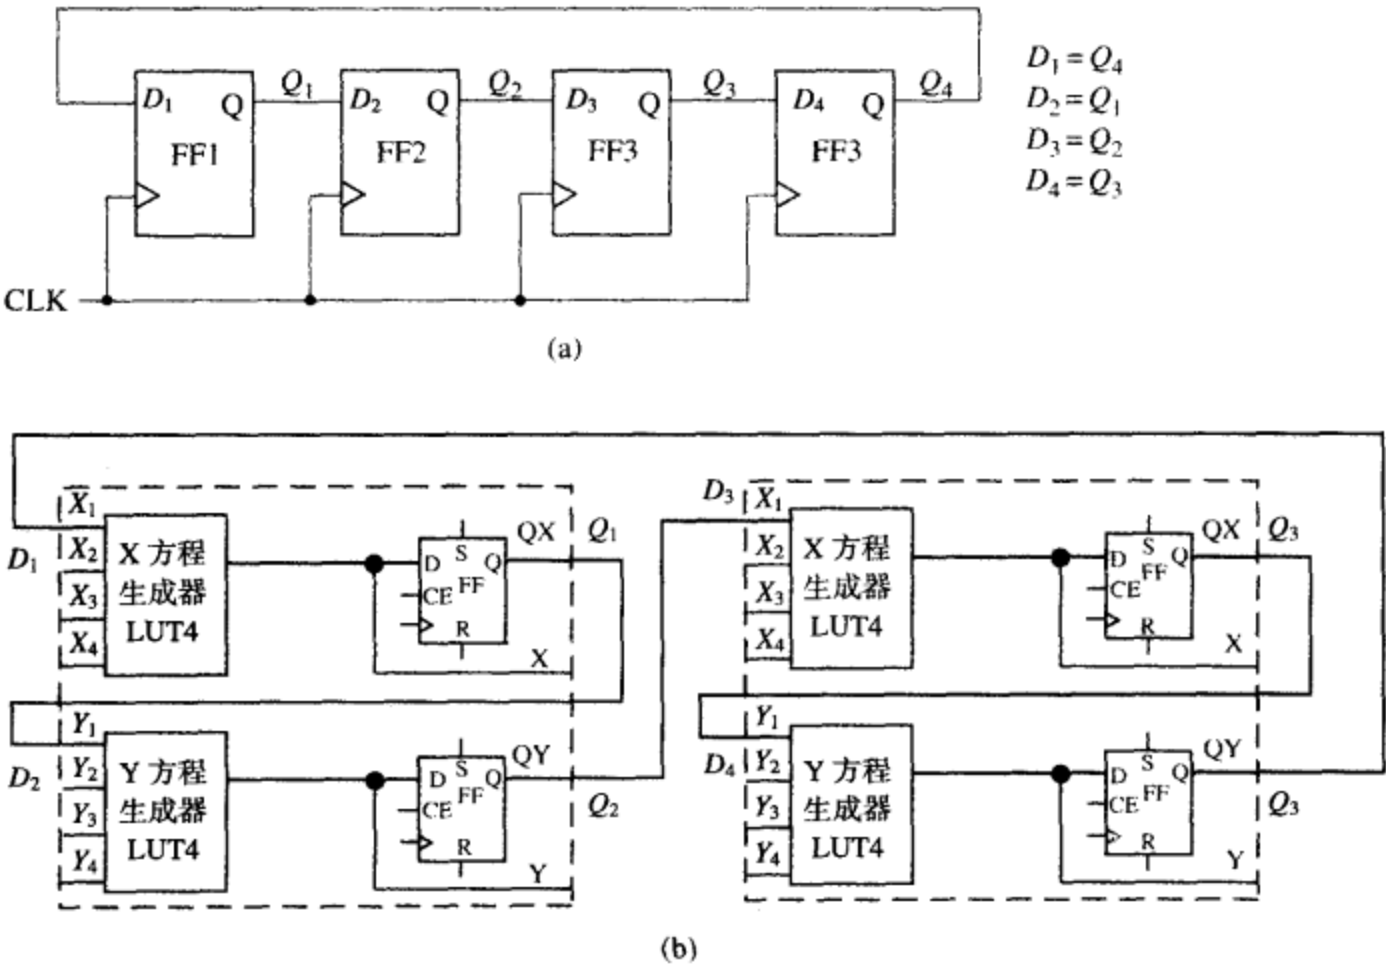 Q₁ Q₂ Q₃ Q₄
D₁ Q D₂ Q D₃ Q D₄ Q
FF1 FF2 FF3 FF3
CLK
D₁=Q₄
D₂=Q₁
D₃=Q₂
D₄=Q₃
(a)
D₁
X₁
X₂
X₃
X₄
X 方程
生成器
LUT4
D S Q
FF
CE
R
QX
Q₁
X
D₂
Y₁
Y₂
Y₃
Y₄
Y 方程
生成器
LUT4
D S Q
FF
CE
R
QY
Q₂
Y
D₃
X₁
X₂
X₃
X₄
X 方程
生成器
LUT4
D S Q
FF
CE
R
QX
Q₃
X
D₄
Y₁
Y₂
Y₃
Y₄
Y 方程
生成器
LUT4
D S Q
FF
CE
R
QY
Q₃
Y
(b)